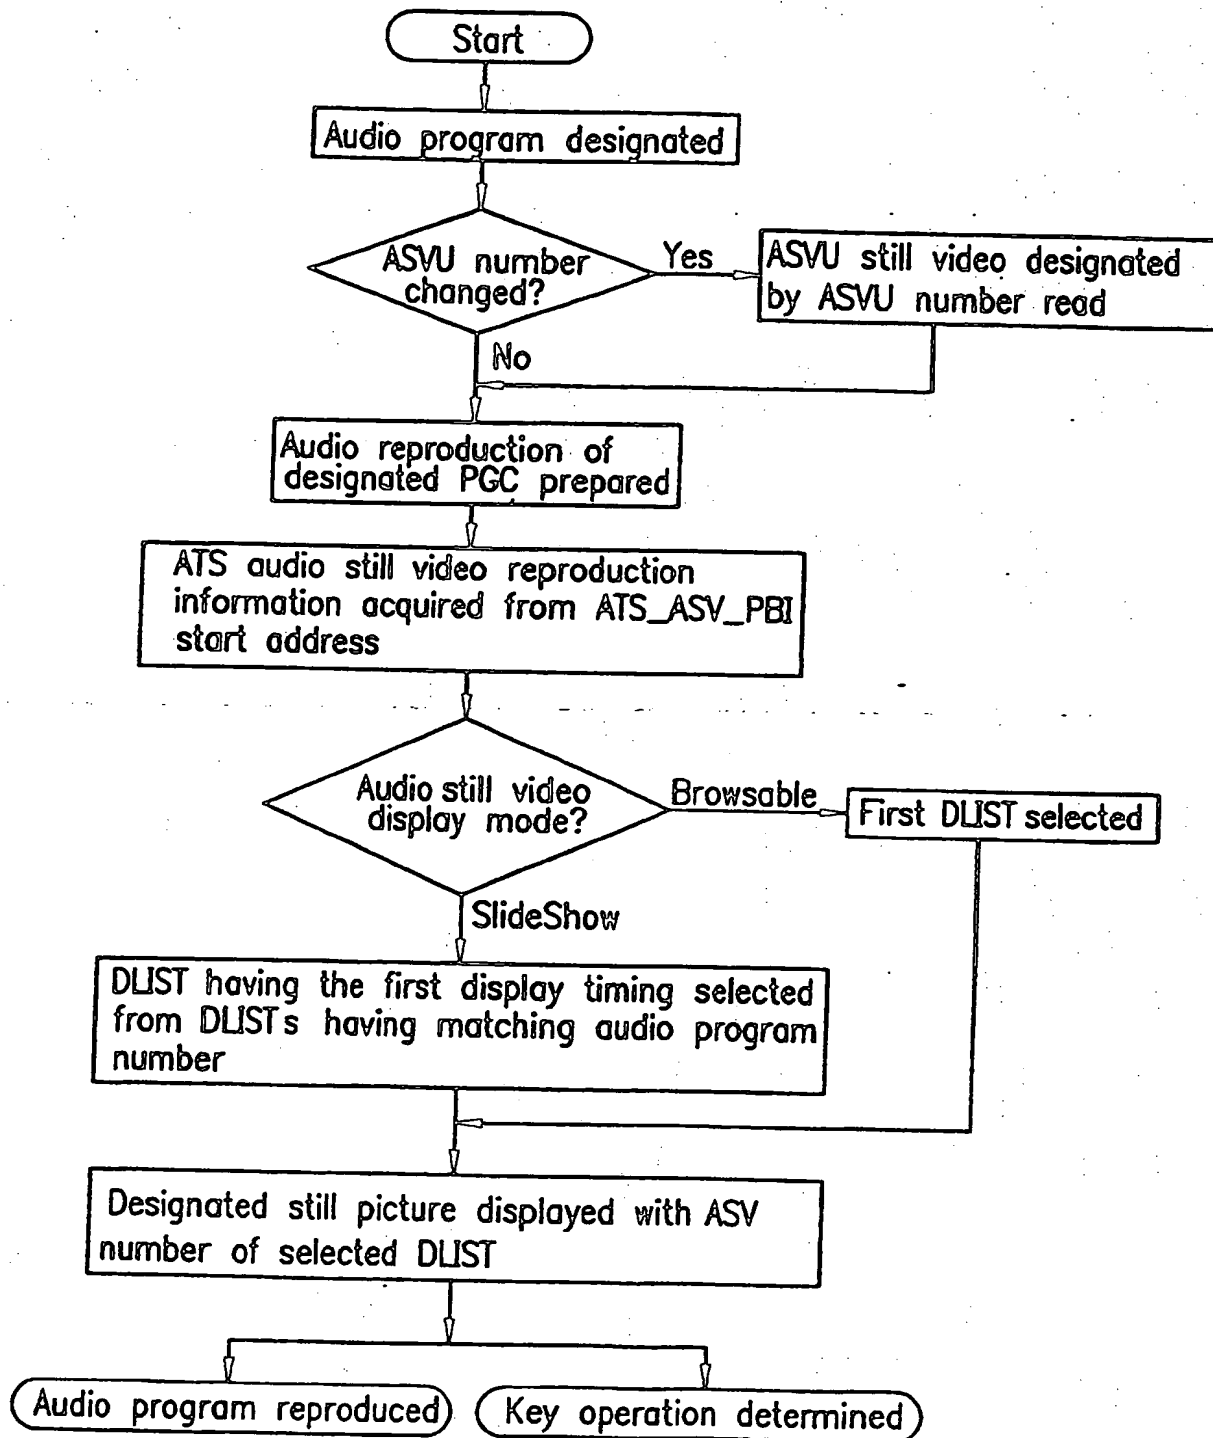 Start
Audio program designated
ASVU number
changed?
Yes
ASVU still video designated
by ASVU number read
No
Audio reproduction of
designated PGC prepared
ATS audio still video reproduction
information acquired from ATS_ASV_PBI
start address
Audio still video
display mode?
Browsable
First DLIST selected
SlideShow
DLIST having the first display timing selected
from DLISTs having matching audio program
number
Designated still picture displayed with ASV
number of selected DLIST
Audio program reproduced
Key operation determined